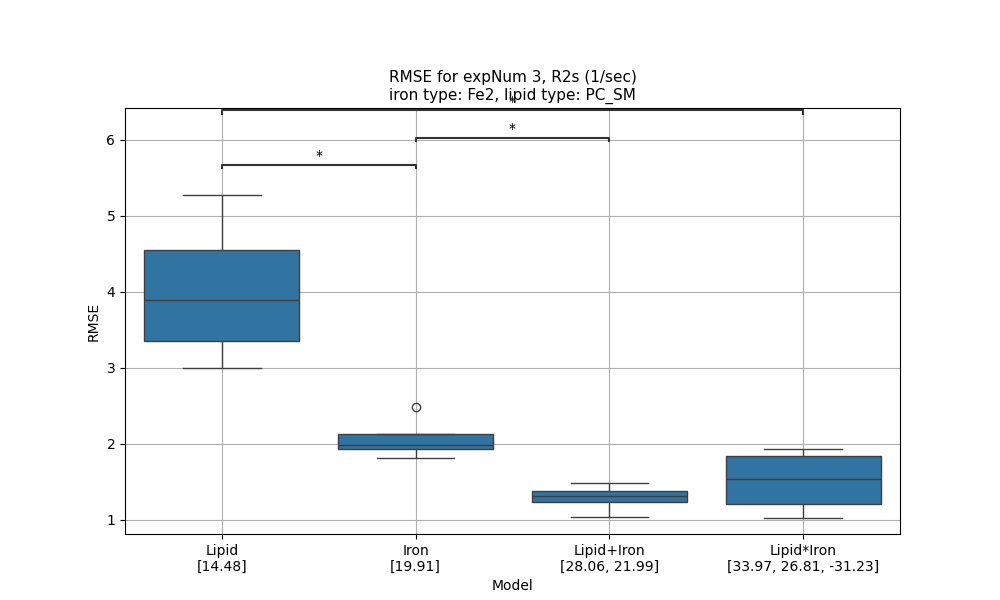 RMSE for expNum 3, R2s (1/sec)
iron type: Fe2, lipid type: PC_SM
*
*
*
6
5
4
3
2
1
RMSE
Lipid Iron Lipid+Iron Lipid*Iron
[14.48] [19.91] [28.06, 21.99] [33.97, 26.81, -31.23]
Model